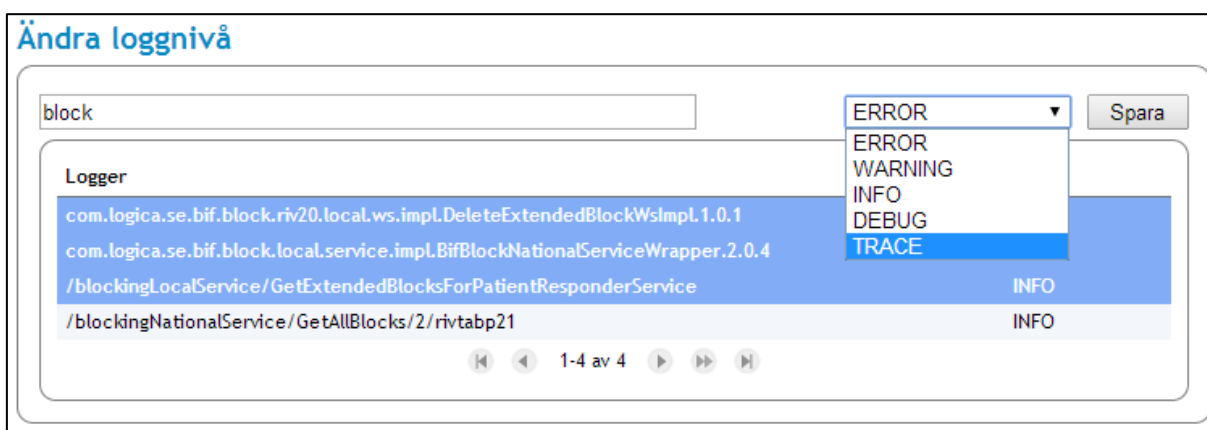 Ändra loggnivå
block
ERROR
Spara
ERROR
WARNING
INFO
DEBUG
TRACE
Logger
com.logica.se.bif.block.riv20.local.ws.impl.DeleteExtendedBlockWsImpl.1.0.1
com.logica.se.bif.block.local.service.impl.BifBlockNationalServiceWrapper.2.0.4
/blockingLocalService/GetExtendedBlocksForPatientResponderService INFO
/blockingNationalService/GetAllBlocks/2/rivtabp21 INFO
1-4 av 4